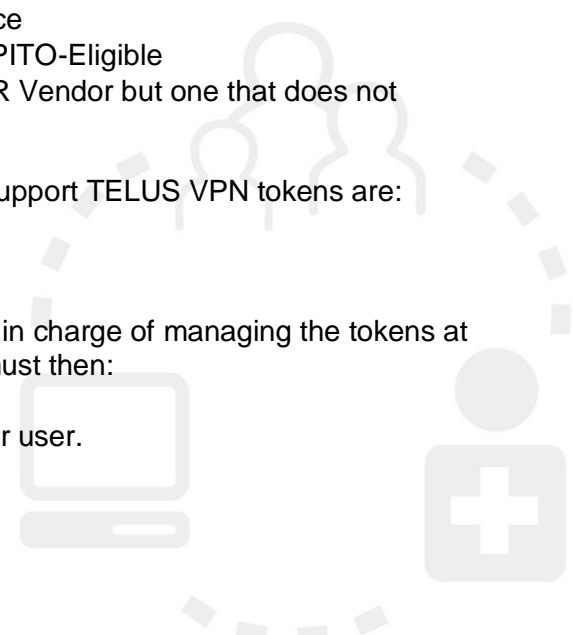 ce
PITO-Eligible
R Vendor but one that does not
upport TELUS VPN tokens are:
in charge of managing the tokens at
nust then:
r user.